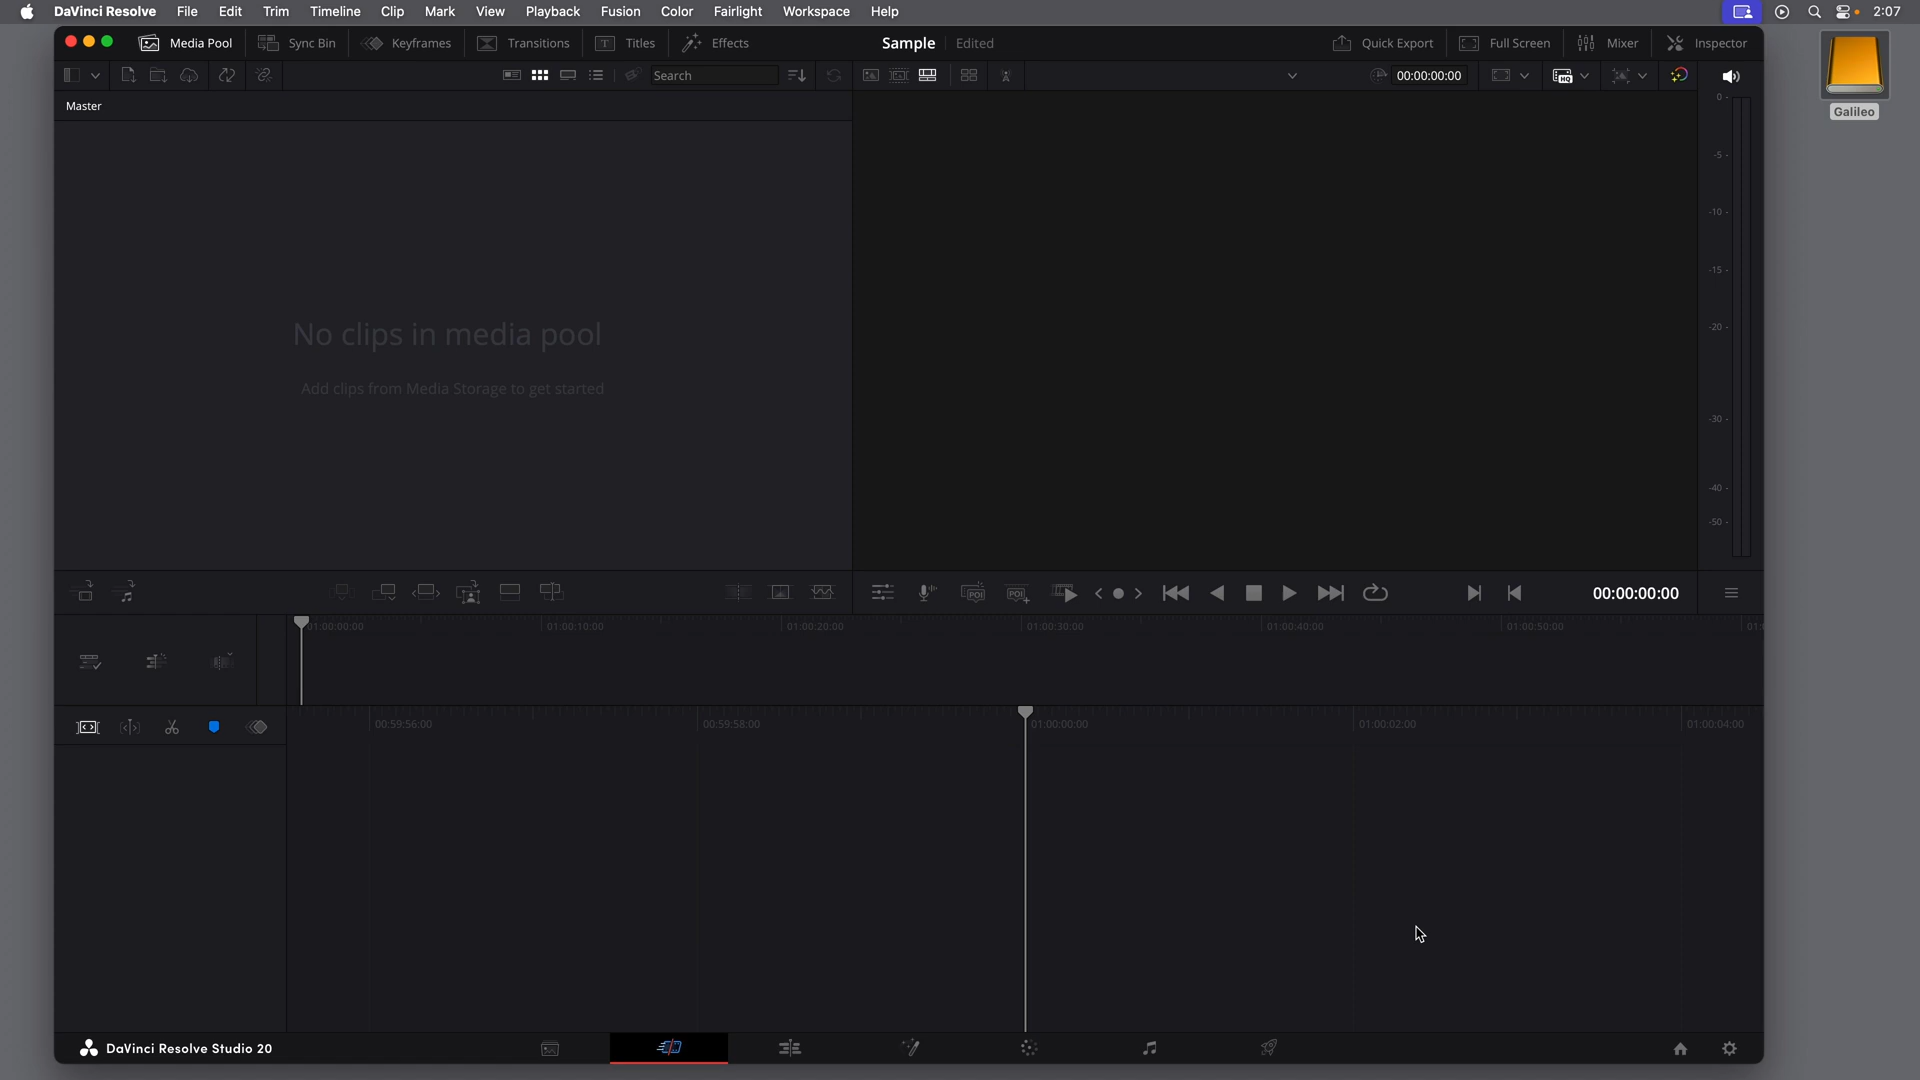 DaVinci Resolve File Edit Trim Timeline Clip Mark View Playback Fusion Color Fairlight Workspace Help 2:07
Media Pool Sync Bin Keyframes Transitions Titles Effects Sample Edited Quick Export Full Screen Mixer Inspector
Search 00:00:00:00
HQ
Galileo
Master
0 -
-5 -
-10 -
-15 -
-20 -
-30 -
-40 -
-50 -
No clips in media pool
Add clips from Media Storage to get started
POI POI 00:00:00:00
01:00:00:00 01:00:10:00 01:00:20:00 01:00:30:00 01:00:40:00 01:00:50:00
00:59:56:00 00:59:58:00 01:00:00:00 01:00:02:00 01:00:04:00
DaVinci Resolve Studio 20